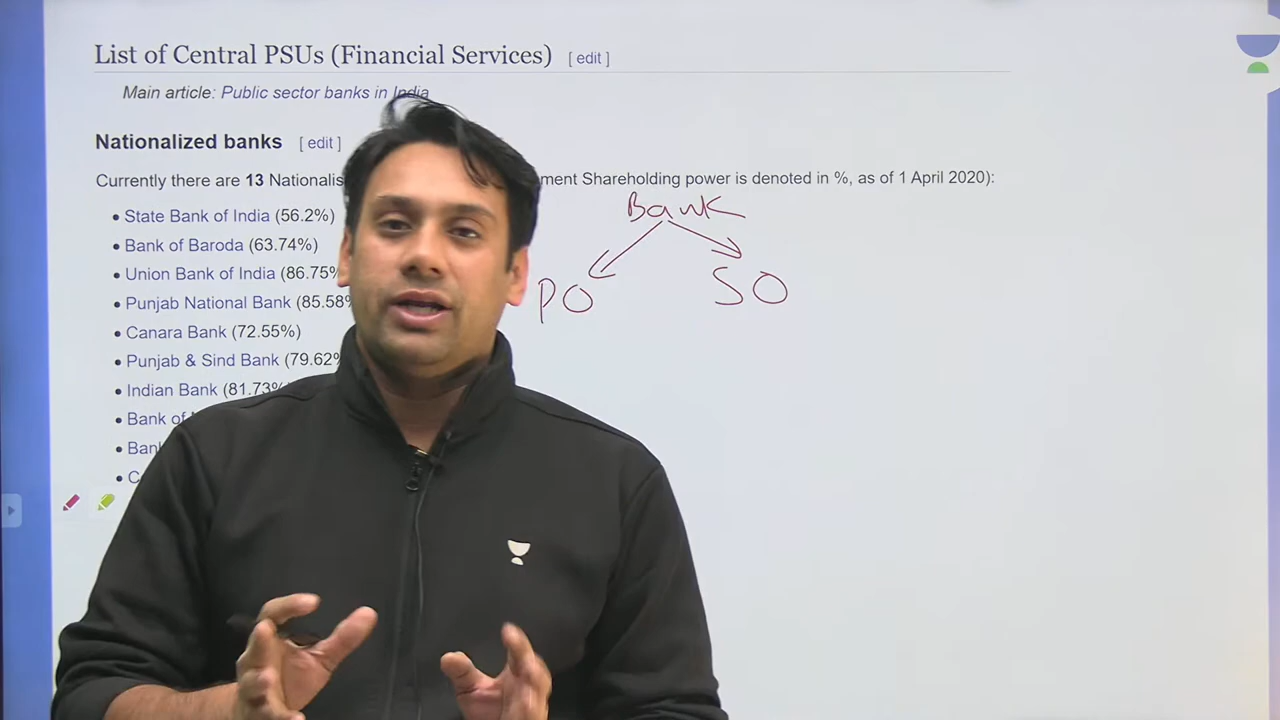 List of Central PSUs (Financial Services) [ edit ]
Main article: Public sector banks in India
Nationalized banks [ edit ]
Currently there are 13 Shareholding power is denoted in %, as of 1 April 2020):
Bank
• State Bank of India (56.2%)
• Bank of Baroda (63.74%)
• Union Bank of India (86.75%
PO SO
• Punjab National Bank (85.58%
• Canara Bank (72.55%)
• Punjab & Sind Bank (79.62%
• Indian Bank (81.73%
• Bank of